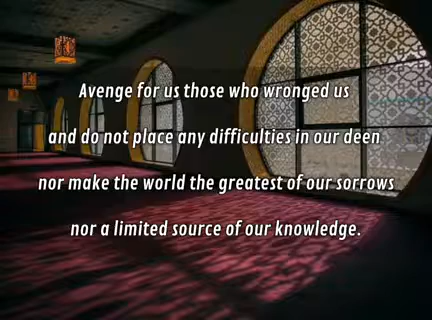 Avenge for us those who wronged us
and do not place any difficulties in our deen
nor make the world the greatest of our sorrows
nor a limited source of our knowledge.